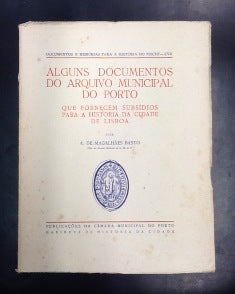 DOCUMENTOS E MEMÓRIAS PARA A HISTÓRIA DO PORTO—XVII
ALGUNS DOCUMENTOS
DO ARQUIVO MUNICIPAL
DO PORTO
QUE FORNECEM SUBSÍDIOS
PARA A HISTÓRIA DA CIDADE
DE LISBOA
POR
A. DE MAGALHÃES BASTO
PUBLICAÇÕES DA CÂMARA MUNICIPAL DO PORTO
GABINETE DE HISTÓRIA DA CIDADE